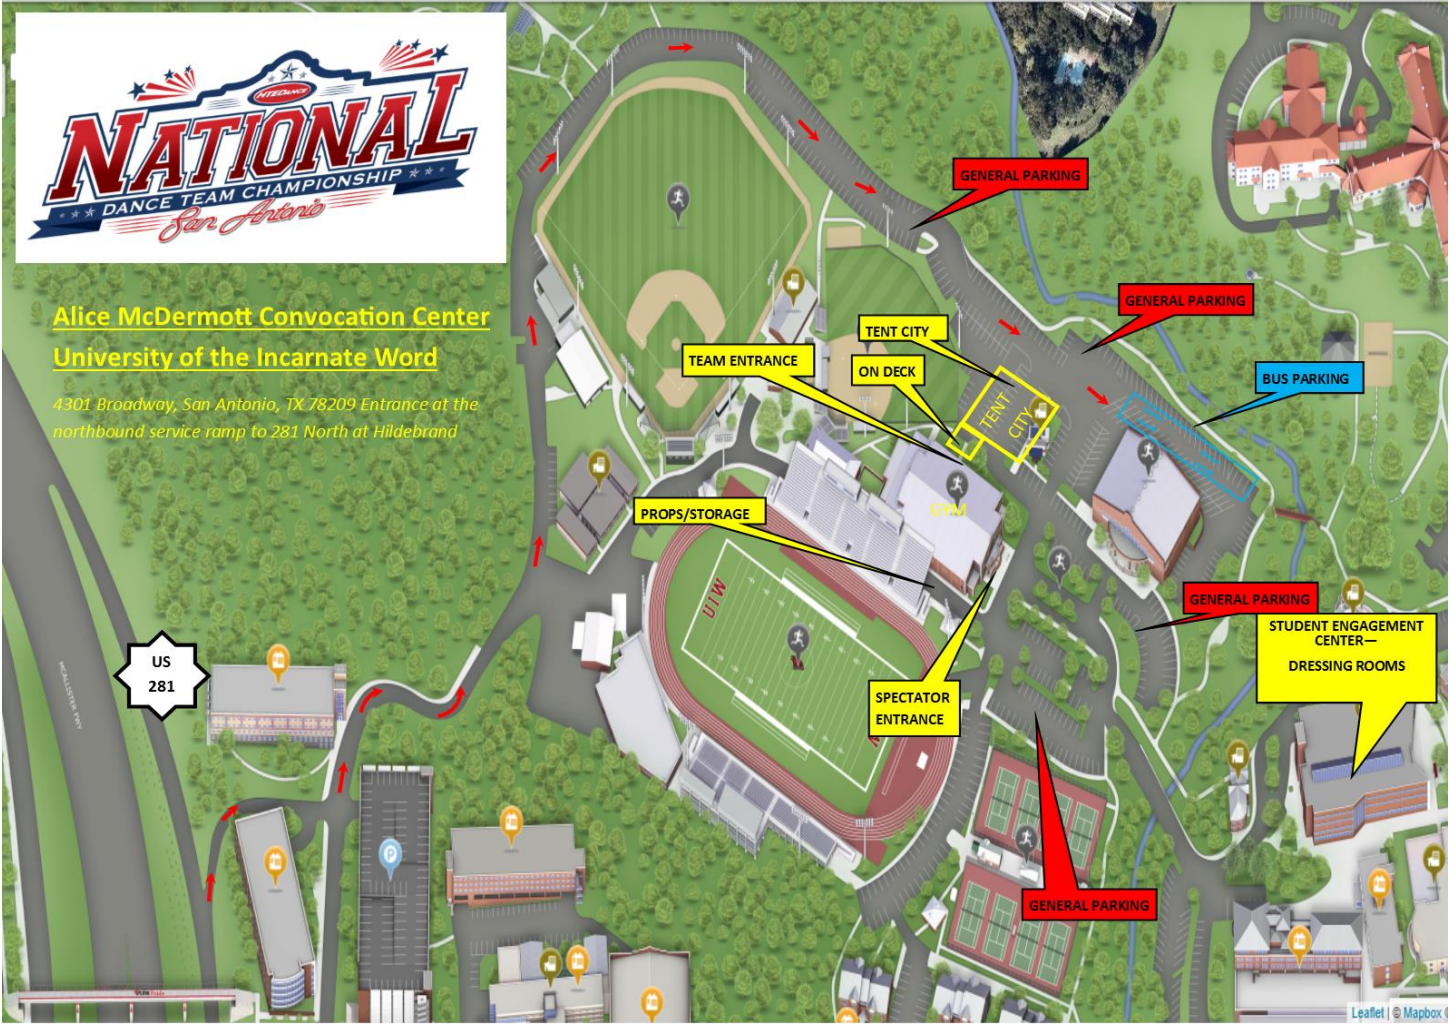 HTEDANCE
NATIONAL
DANCE TEAM CHAMPIONSHIP
San Antonio
Alice McDermott Convocation Center
University of the Incarnate Word
4301 Broadway, San Antonio, TX 78209 Entrance at the
northbound service ramp to 281 North at Hildebrand
GENERAL PARKING
GENERAL PARKING
TENT CITY
TEAM ENTRANCE
ON DECK
BUS PARKING
TENT
CITY
GYM
PROPS/STORAGE
UIW
GENERAL PARKING
STUDENT ENGAGEMENT
CENTER—
DRESSING ROOMS
US
281
MCALLISTER FWY
SPECTATOR
ENTRANCE
P
GENERAL PARKING
Leaflet | © Mapbox